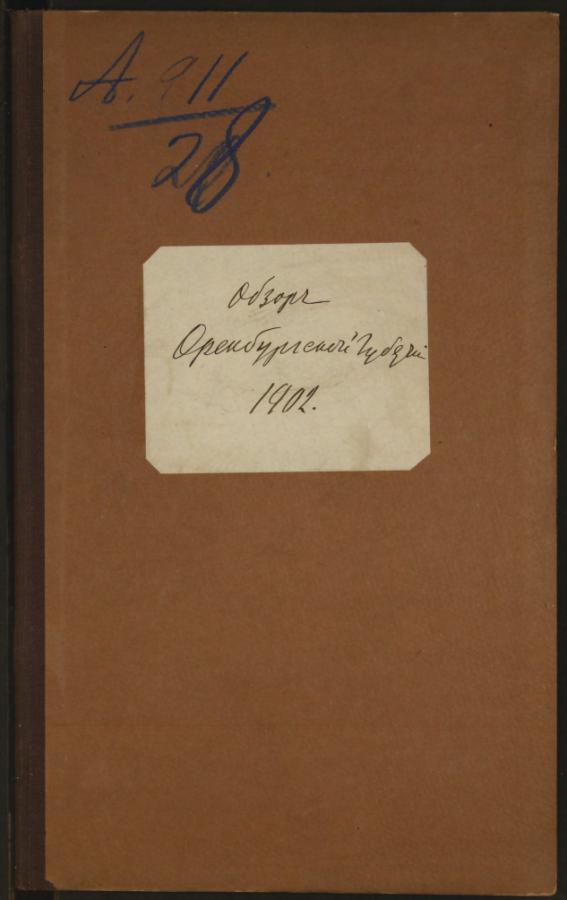 А. 911
28
Обзоръ
Оренбургской Губерніи
1902.